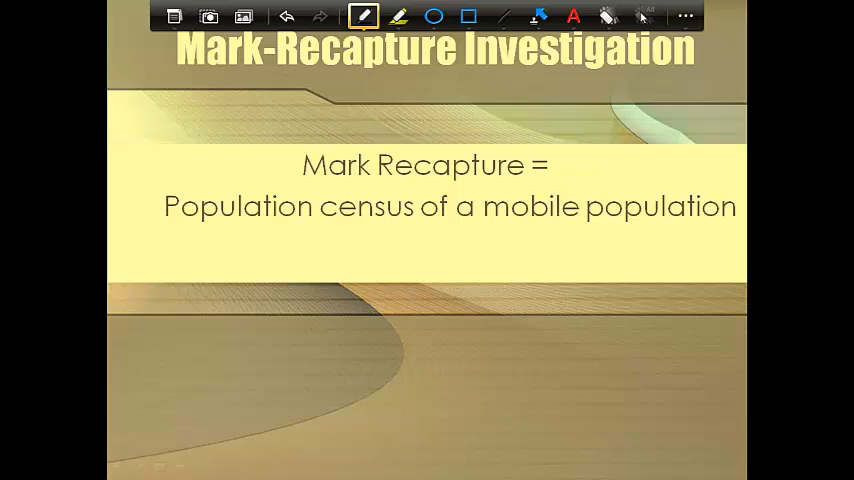 Mark-Recapture Investigation
Mark Recapture =
Population census of a mobile population